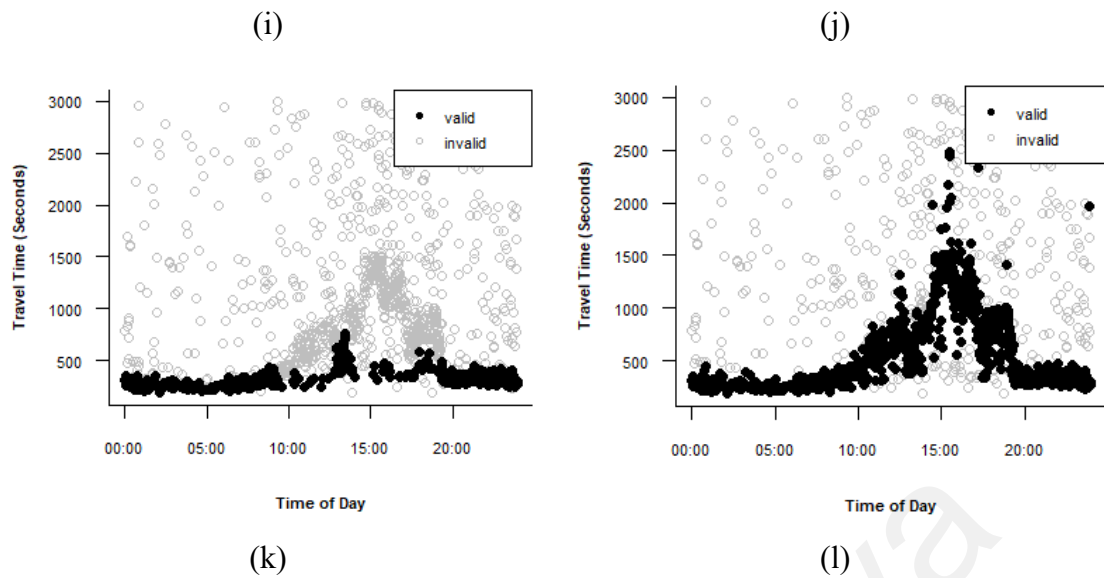 (i)
(j)
3000
2500
2000
1500
1000
500
Travel Time (Seconds)
valid
invalid
00:00 05:00 10:00 15:00 20:00
Time of Day
3000
2500
2000
1500
1000
500
Travel Time (Seconds)
valid
invalid
00:00 05:00 10:00 15:00 20:00
Time of Day
(k)
(l)